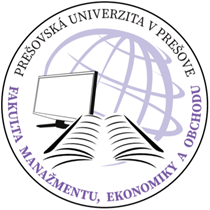 PREŠOVSKÁ UNIVERZITA V PREŠOVE
FAKULTA MANAŽMENTU, EKONOMIKY A OBCHODU